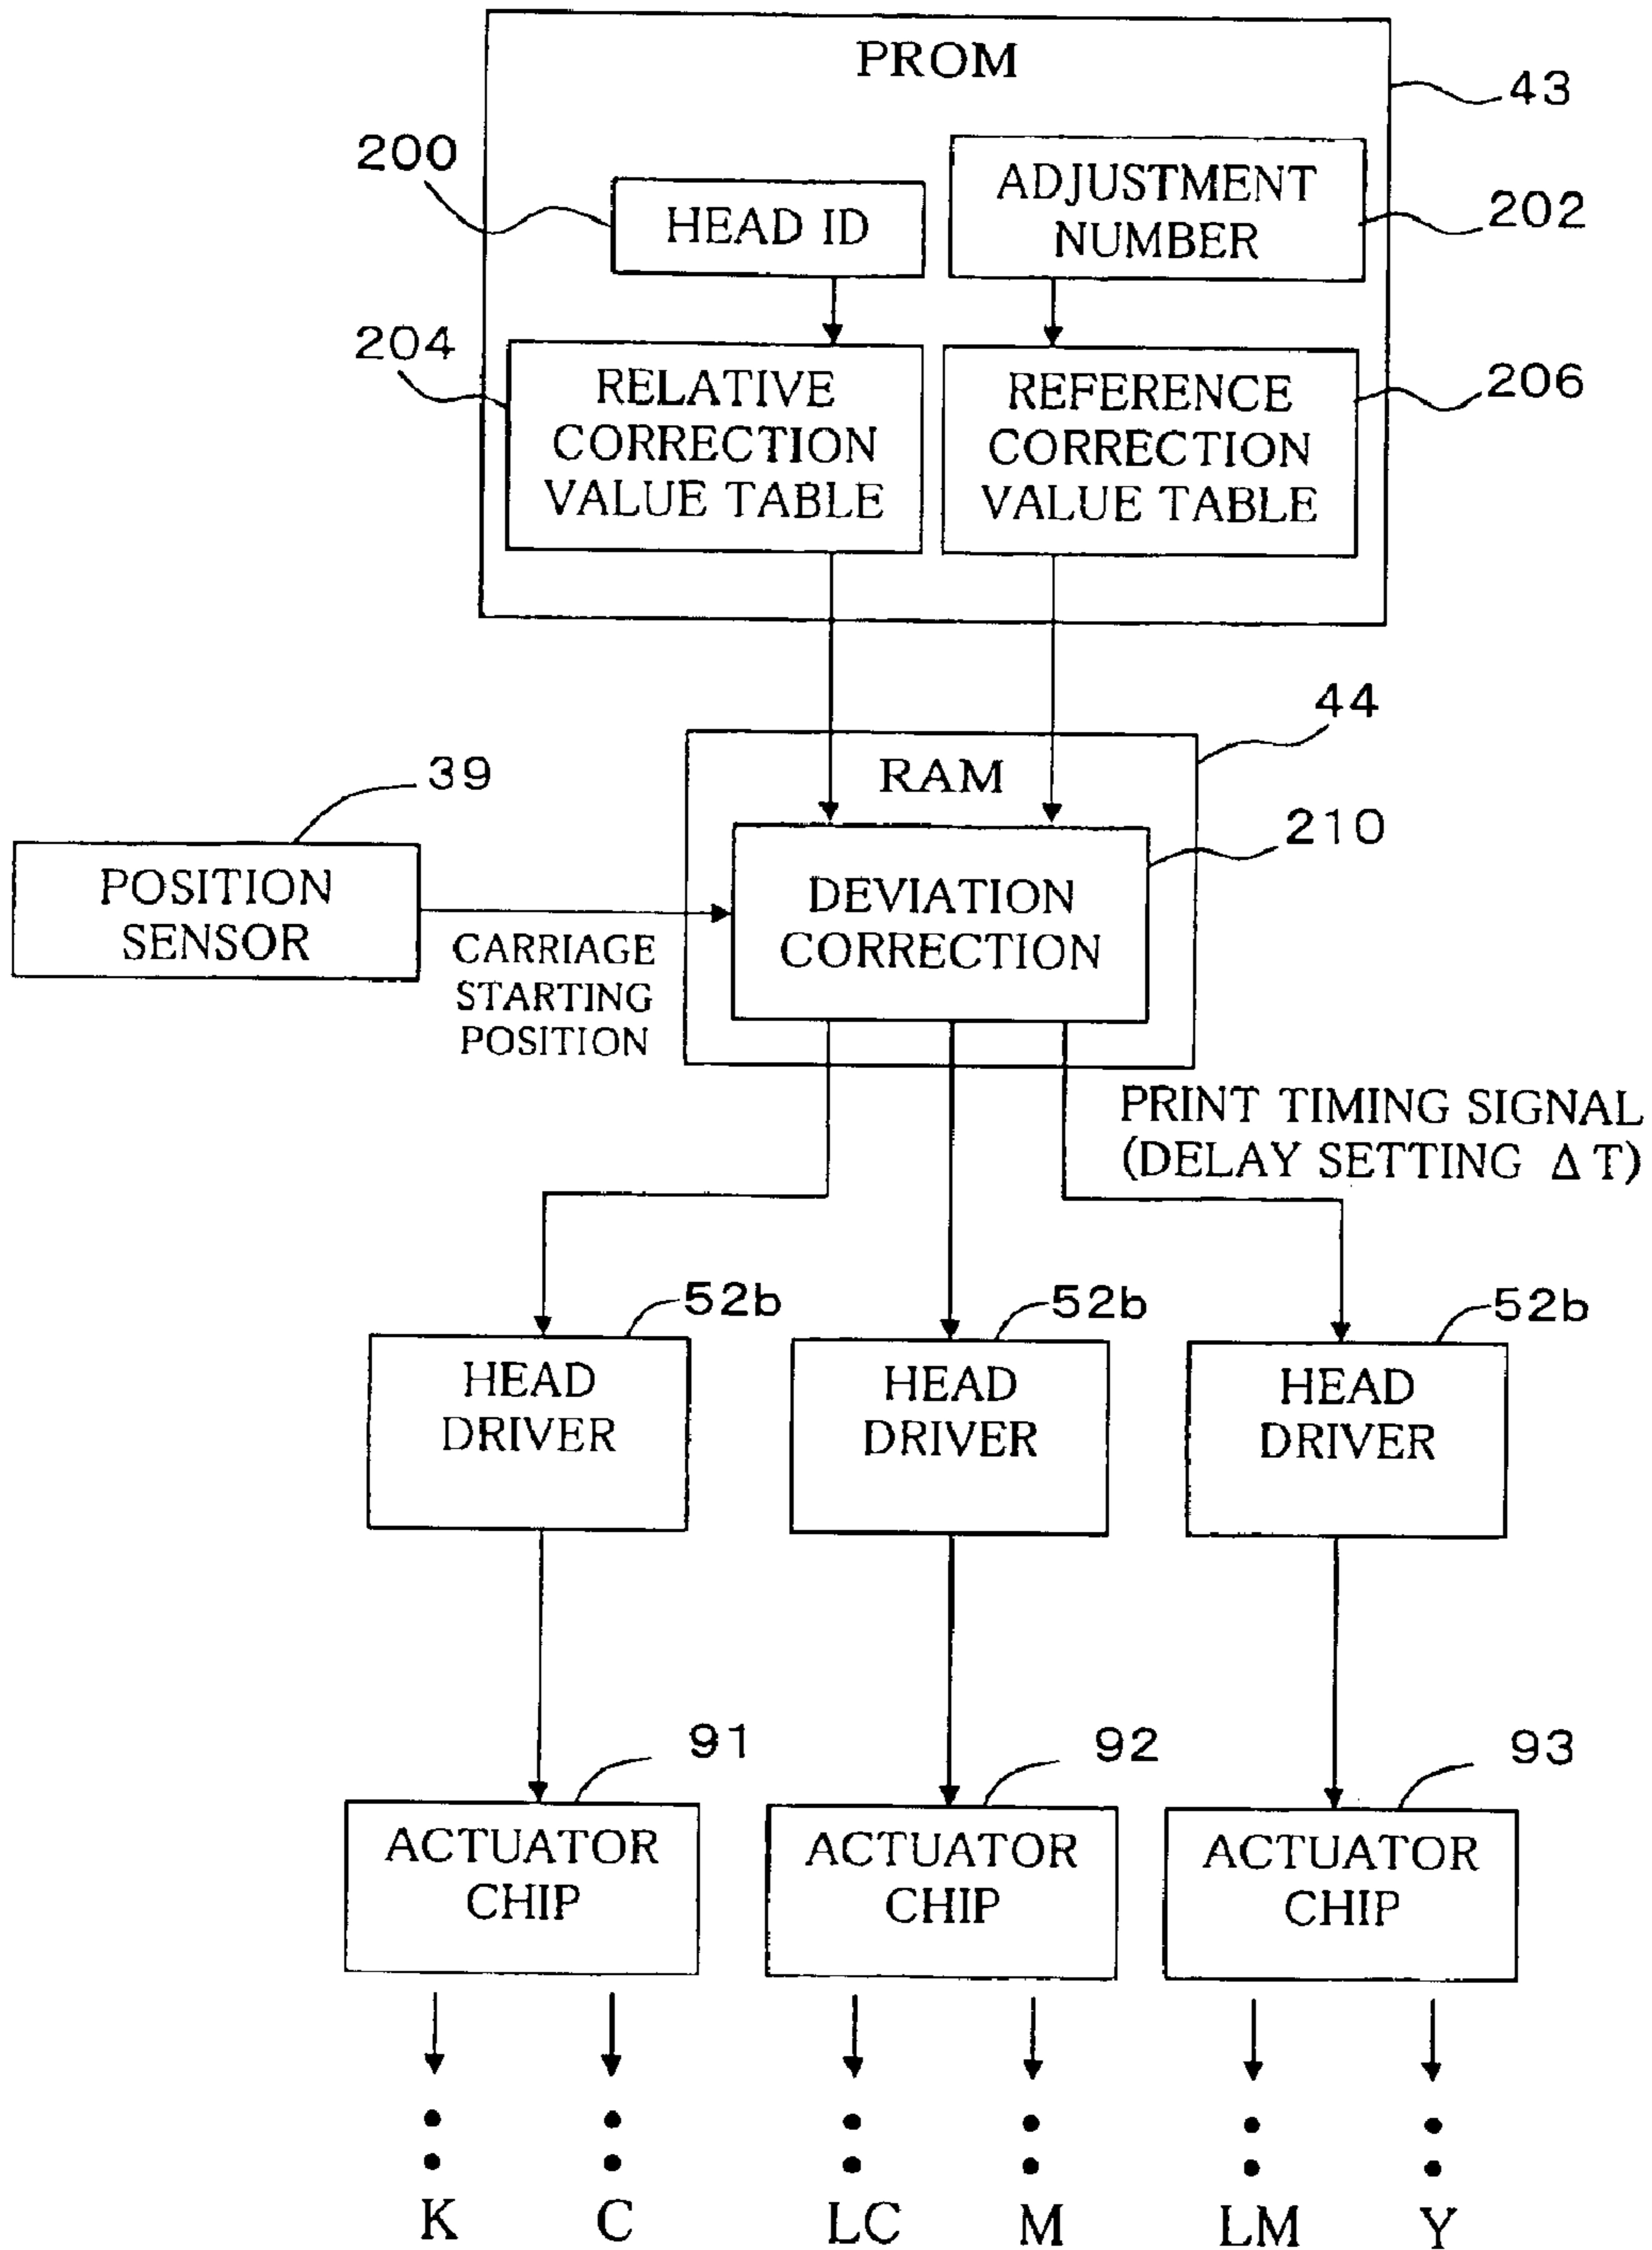 PROM
43
200
HEAD ID
ADJUSTMENT
NUMBER
202
204
RELATIVE
CORRECTION
VALUE TABLE
REFERENCE
CORRECTION
VALUE TABLE
206
44
RAM
39
POSITION
SENSOR
CARRIAGE
STARTING
POSITION
DEVIATION
CORRECTION
210
PRINT TIMING SIGNAL
(DELAY SETTING Δ T)
52b
52b
52b
HEAD
DRIVER
HEAD
DRIVER
HEAD
DRIVER
91
92
93
ACTUATOR
CHIP
ACTUATOR
CHIP
ACTUATOR
CHIP
K C LC M LM Y